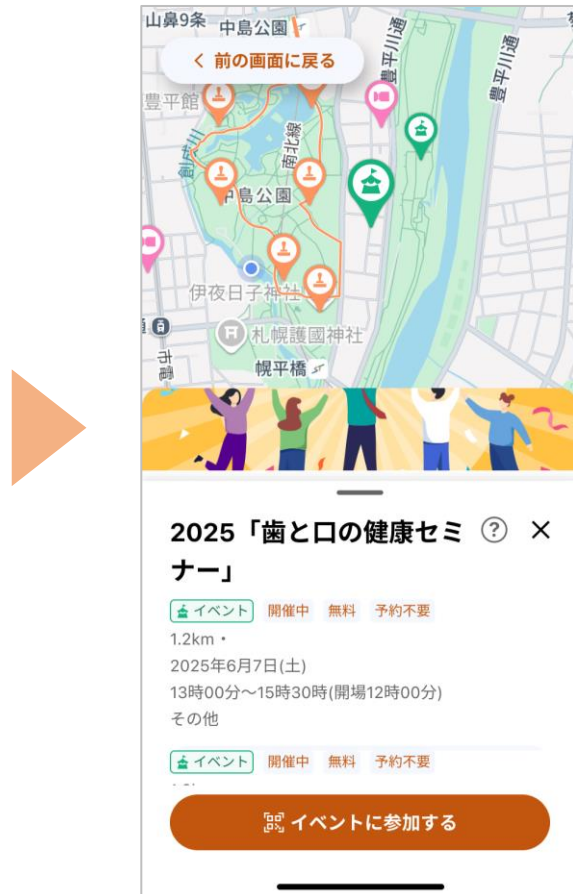 山鼻9条
中島公園
豊平川通
前の画面に戻る
豊平館
豊平川通
創成川
南北線
中島公園
伊夜日子神社
札幌護國神社
市電
幌平橋
2025「歯と口の健康セミ
ナー」
イベント 開催中 無料 予約不要
1.2km・
2025年6月7日(土)
13時00分～15時30時(開場12時00分)
その他
イベント 開催中 無料 予約不要
イベントに参加する